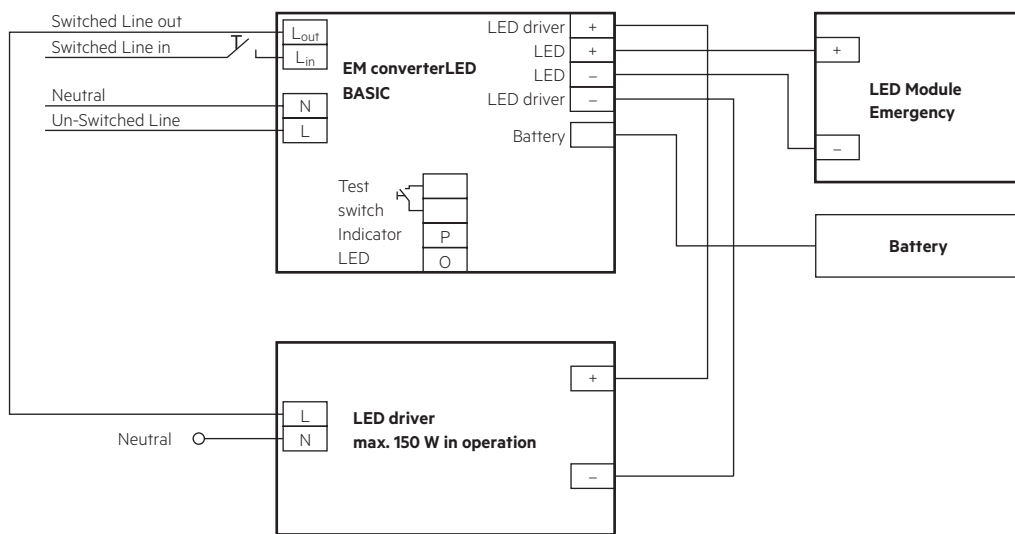 Switched Line out
Switched Line in
Neutral
Un-Switched Line
Lout
Lin
N
L
EM converterLED
BASIC
Test
switch
Indicator
LED
P
O
LED driver
LED
LED
LED driver
Battery
+
+
–
–
+
–
LED Module
Emergency
Battery
Neutral
L
N
LED driver
max. 150 W in operation
+
–